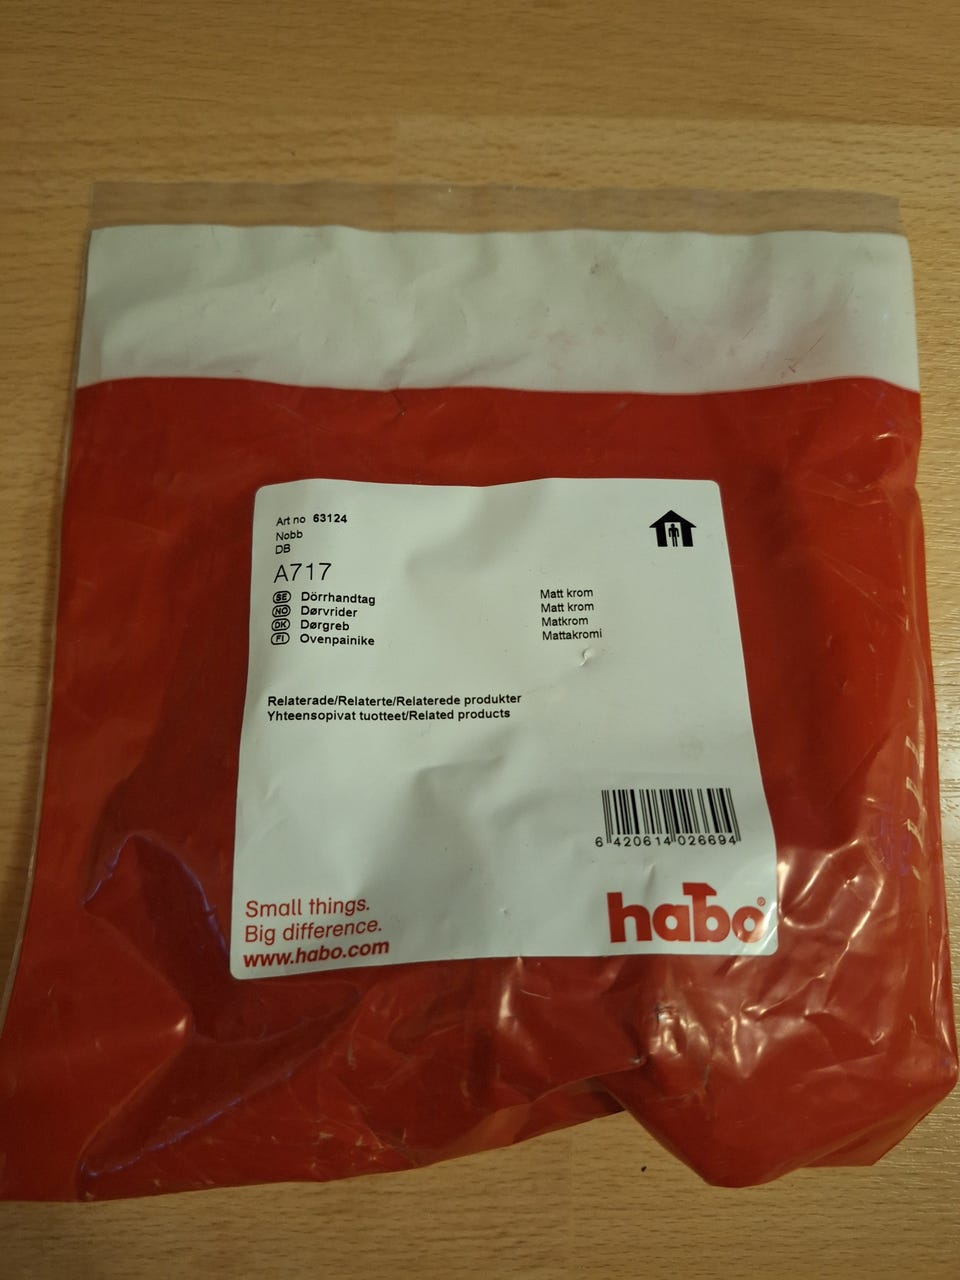 Art no 63124
Nobb
DB
A717
SE Dörrhandtag Matt krom
NO Dørvrider Matt krom
DK Dørgreb Matkrom
FI Ovenpainike Mattakromi
Relaterade/Relaterte/Relaterede produkter
Yhteensopivat tuotteet/Related products
6 420614 026694
Small things.
Big difference.
www.habo.com
habo®